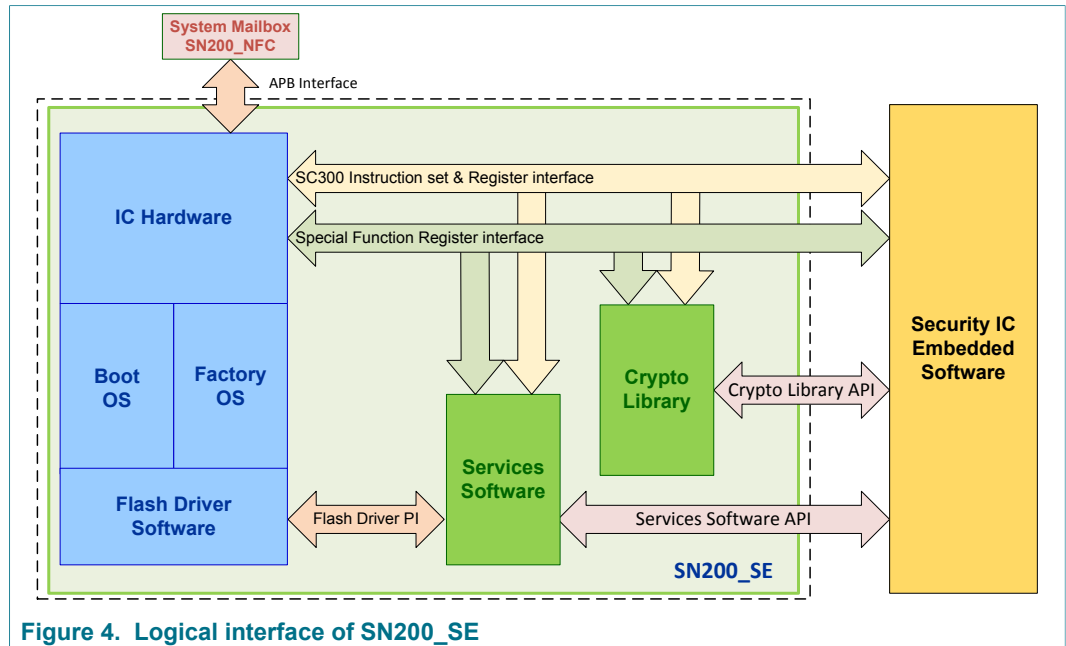 System Mailbox
SN200_NFC
APB Interface
SC300 Instruction set & Register interface
IC Hardware
Special Function Register interface
Boot
OS
Factory
OS
Crypto
Library
Security IC
Embedded
Software
Crypto Library API
Services
Software
Flash Driver
Software
Flash Driver PI
Services Software API
SN200_SE
Figure 4. Logical interface of SN200_SE